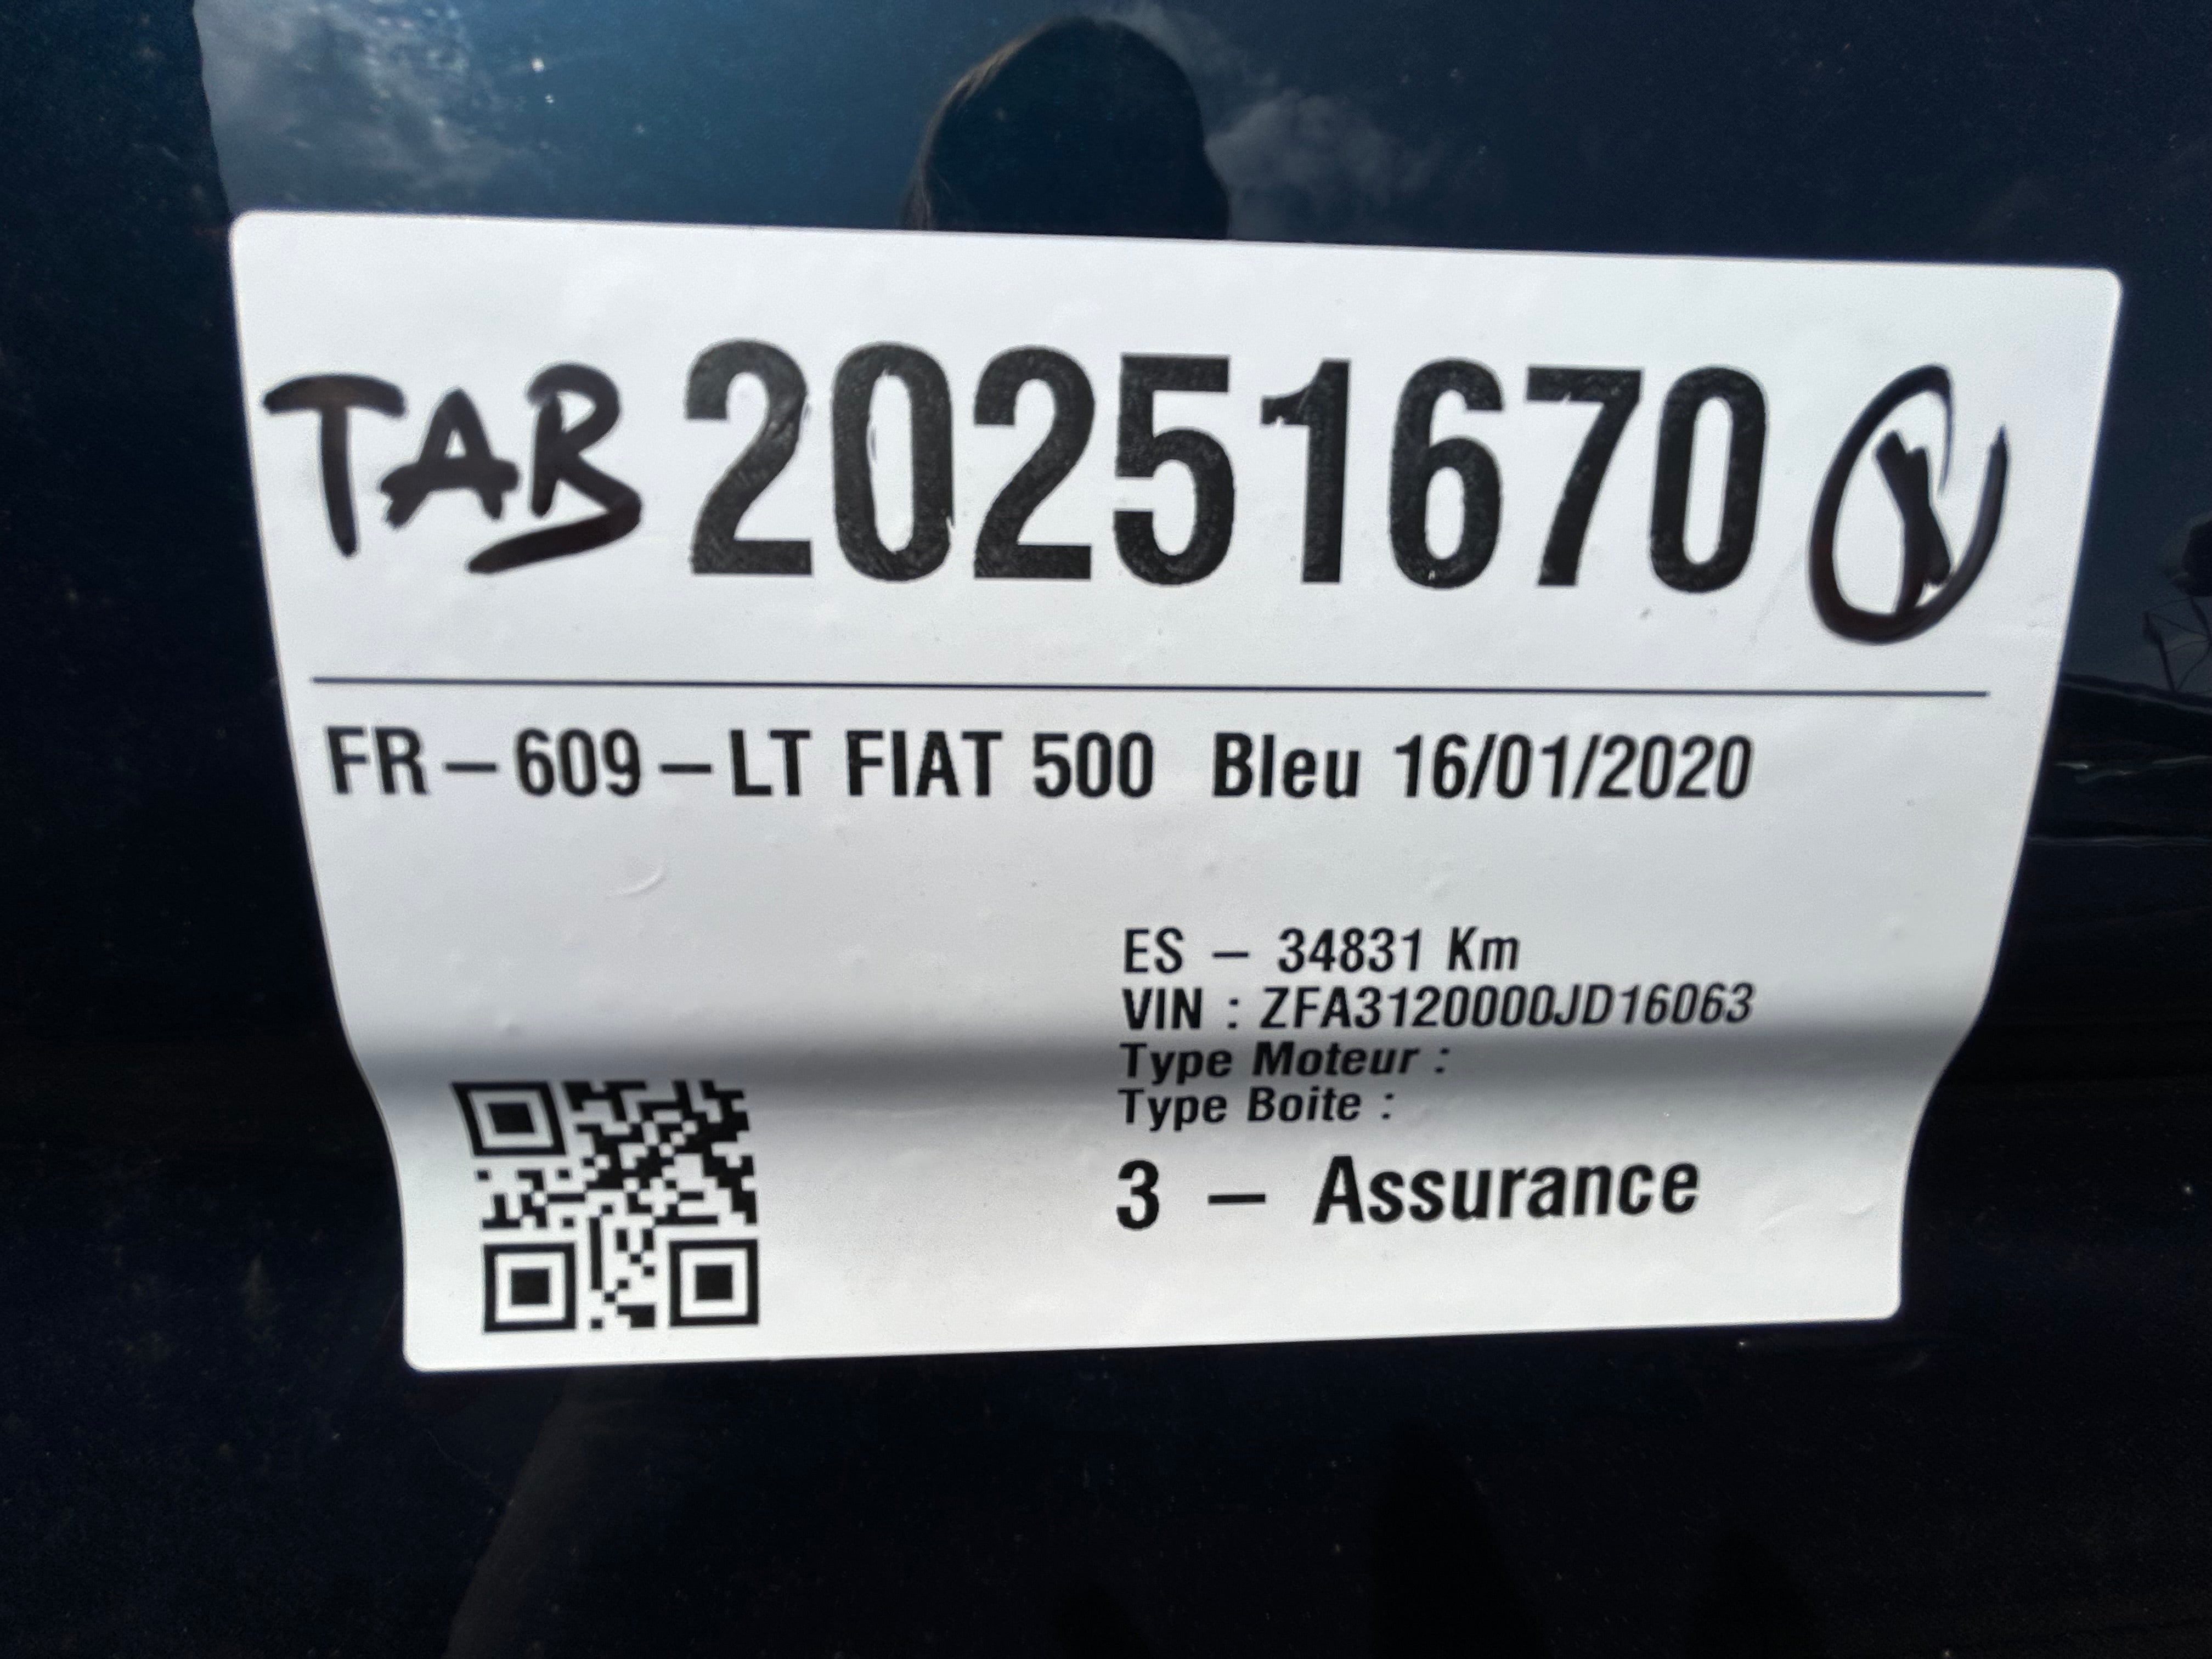 TAB 20251670
FR-609-LT FIAT 500 Bleu 16/01/2020
ES - 34831 Km
VIN : ZFA3120000JD16063
Type Moteur :
Type Boite :
3 - Assurance